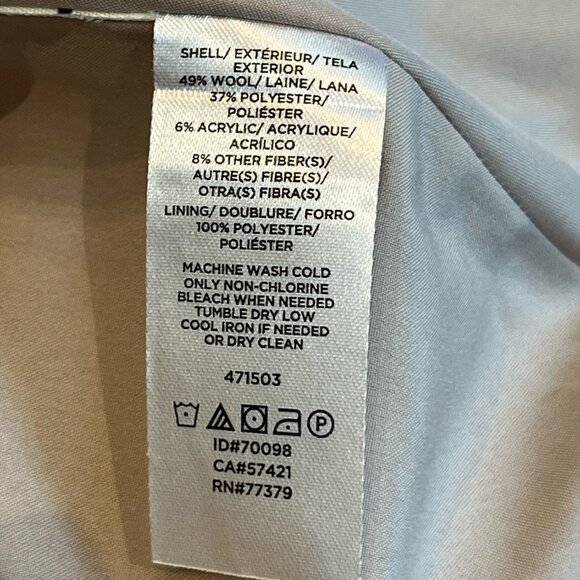 SHELL/ EXTÉRIEUR/ TELA
EXTERIOR
49% WOOL/ LAINE/ LANA
37% POLYESTER/
POLIÉSTER
6% ACRYLIC/ ACRYLIQUE/
ACRÍLICO
8% OTHER FIBER(S)/
AUTRE(S) FIBRE(S)/
OTRA(S) FIBRA(S)
LINING/ DOUBLURE/ FORRO
100% POLYESTER/
POLIÉSTER
MACHINE WASH COLD
ONLY NON-CHLORINE
BLEACH WHEN NEEDED
TUMBLE DRY LOW
COOL IRON IF NEEDED
OR DRY CLEAN
471503
P
ID#70098
CA#57421
RN#77379